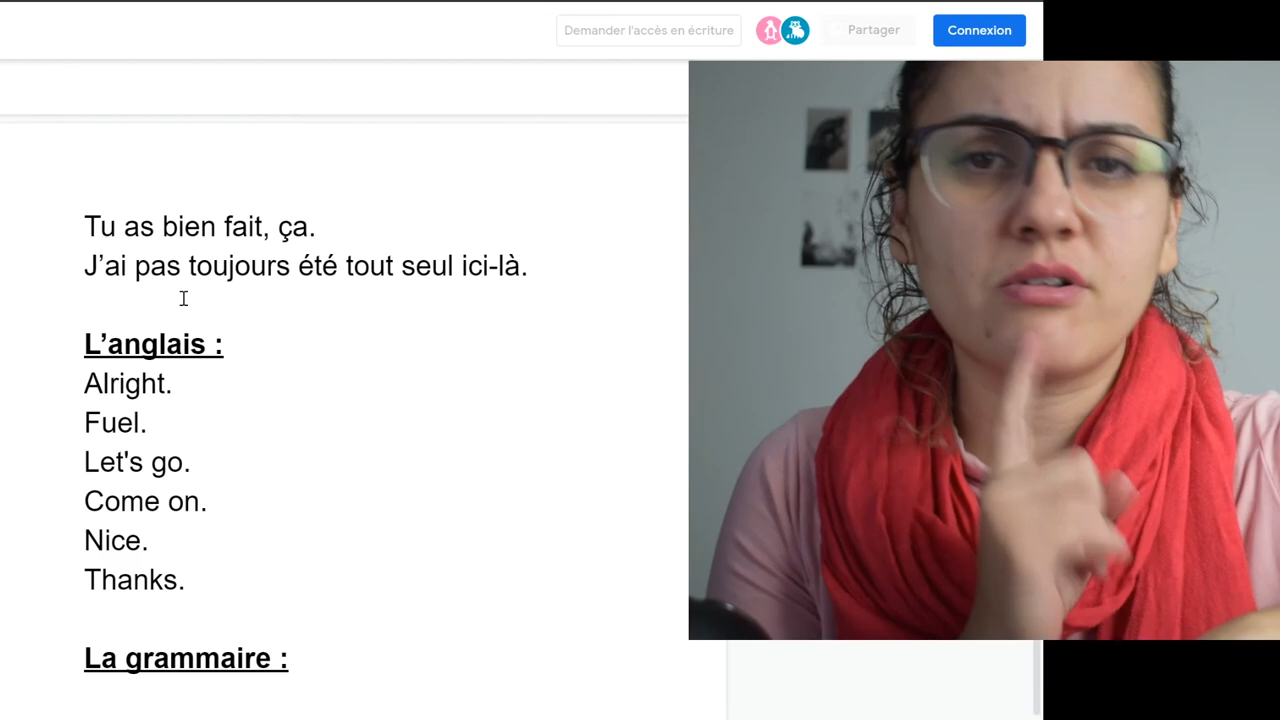 Demander l'accès en écriture
Partager
Connexion
Tu as bien fait, ça.
J’ai pas toujours été tout seul ici-là.
L’anglais :
Alright.
Fuel.
Let's go.
Come on.
Nice.
Thanks.
La grammaire :